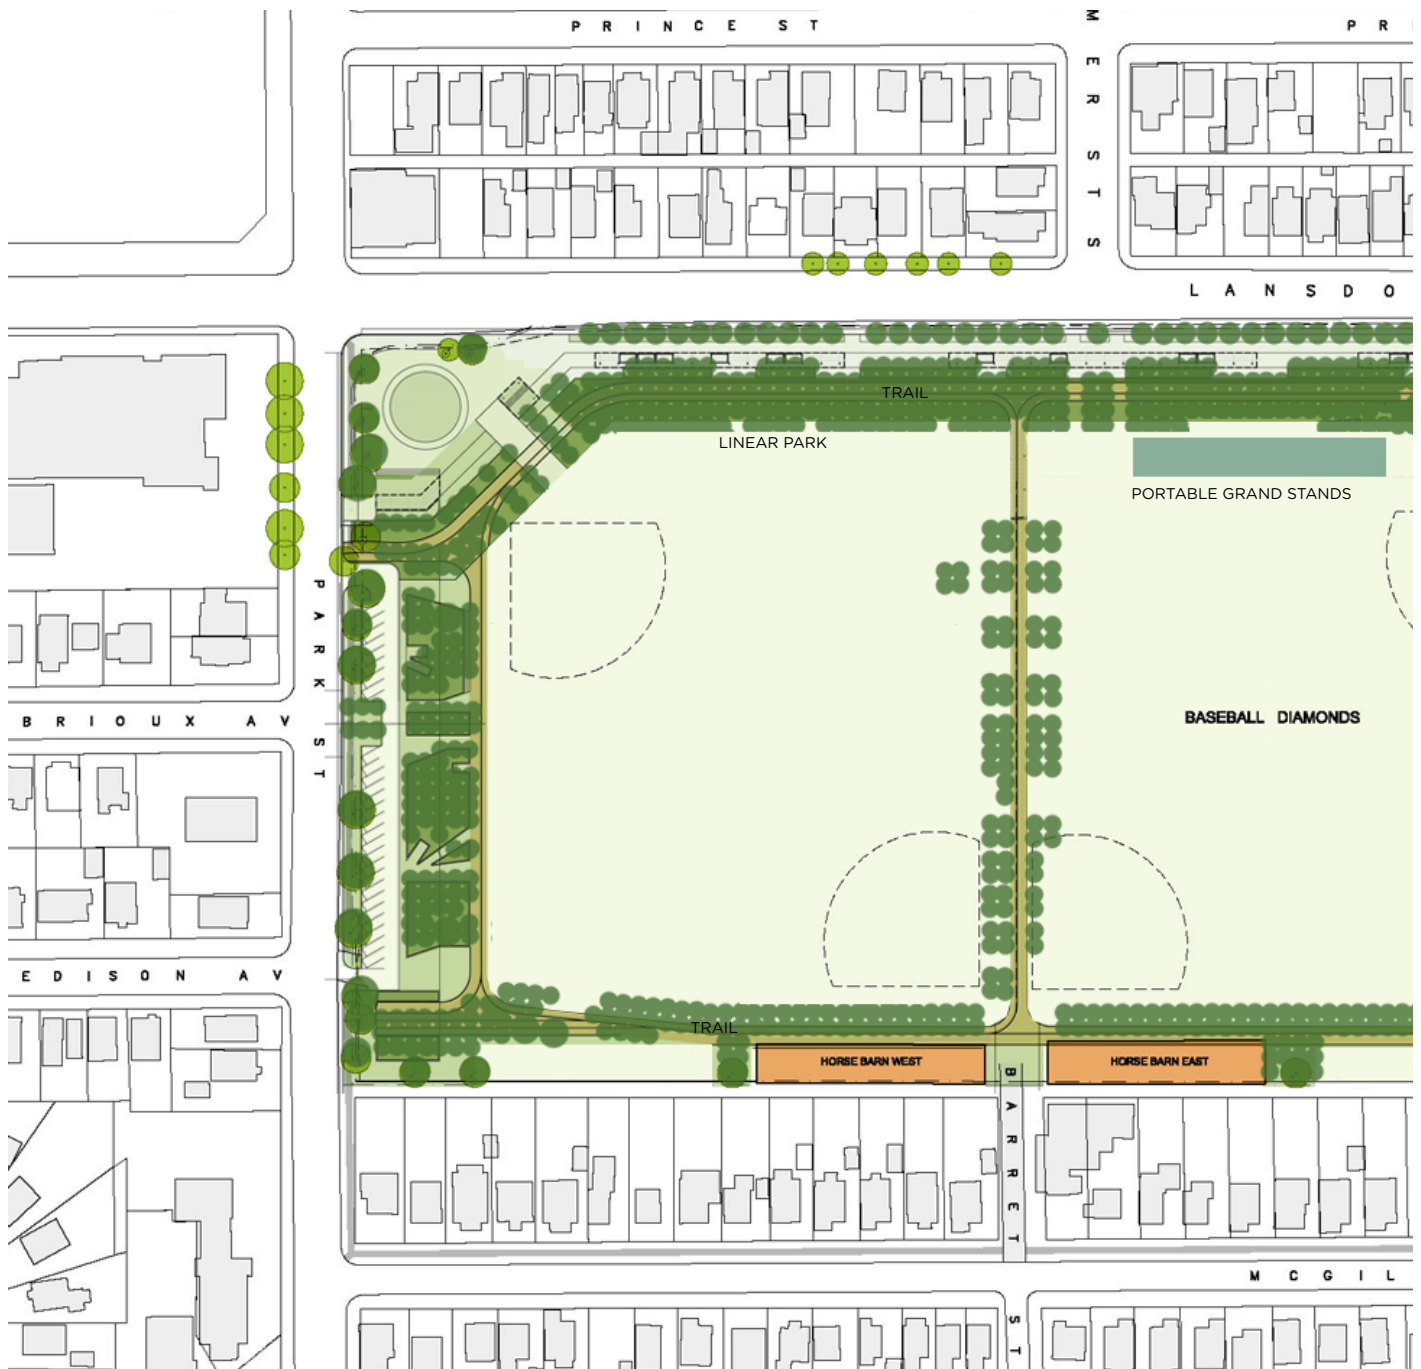 PRINCE ST
PR
MERSTS
LANSDO
TRAIL
LINEAR PARK
PORTABLE GRAND STANDS
PARK ST
BRIOUX AV
BASEBALL DIAMONDS
EDISON AV
TRAIL
HORSE BARN WEST
HORSE BARN EAST
BARRET
MCGIL
ST